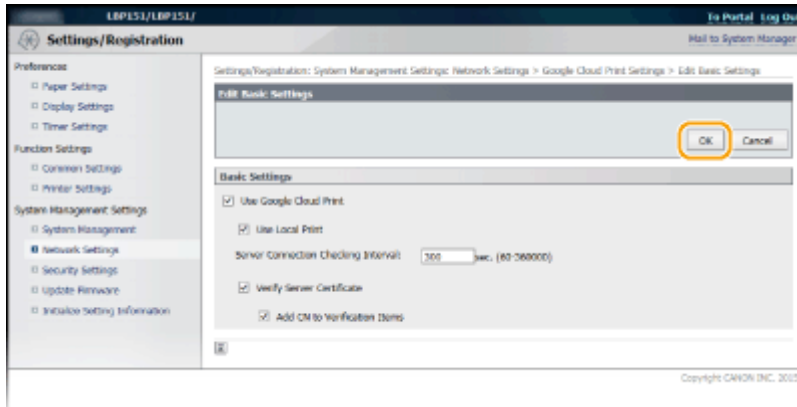 LBP151/LBP151/
To Portal Log Ou
Settings/Registration
Mail to System Manager
Preferences
Paper Settings
Display Settings
Timer Settings
Function Settings
Common Settings
Printer Settings
System Management Settings
System Management
Network Settings
Security Settings
Update Firmware
Initialize Setting Information
Settings/Registration: System Management Settings: Network Settings > Google Cloud Print Settings > Edit Basic Settings
Edit Basic Settings
OK Cancel
Basic Settings
Use Google Cloud Print
Use Local Print
Server Connection Checking Interval: 300 sec. (60-360000)
Verify Server Certificate
Add CN to Verification Items
Copyright CANON INC. 2015